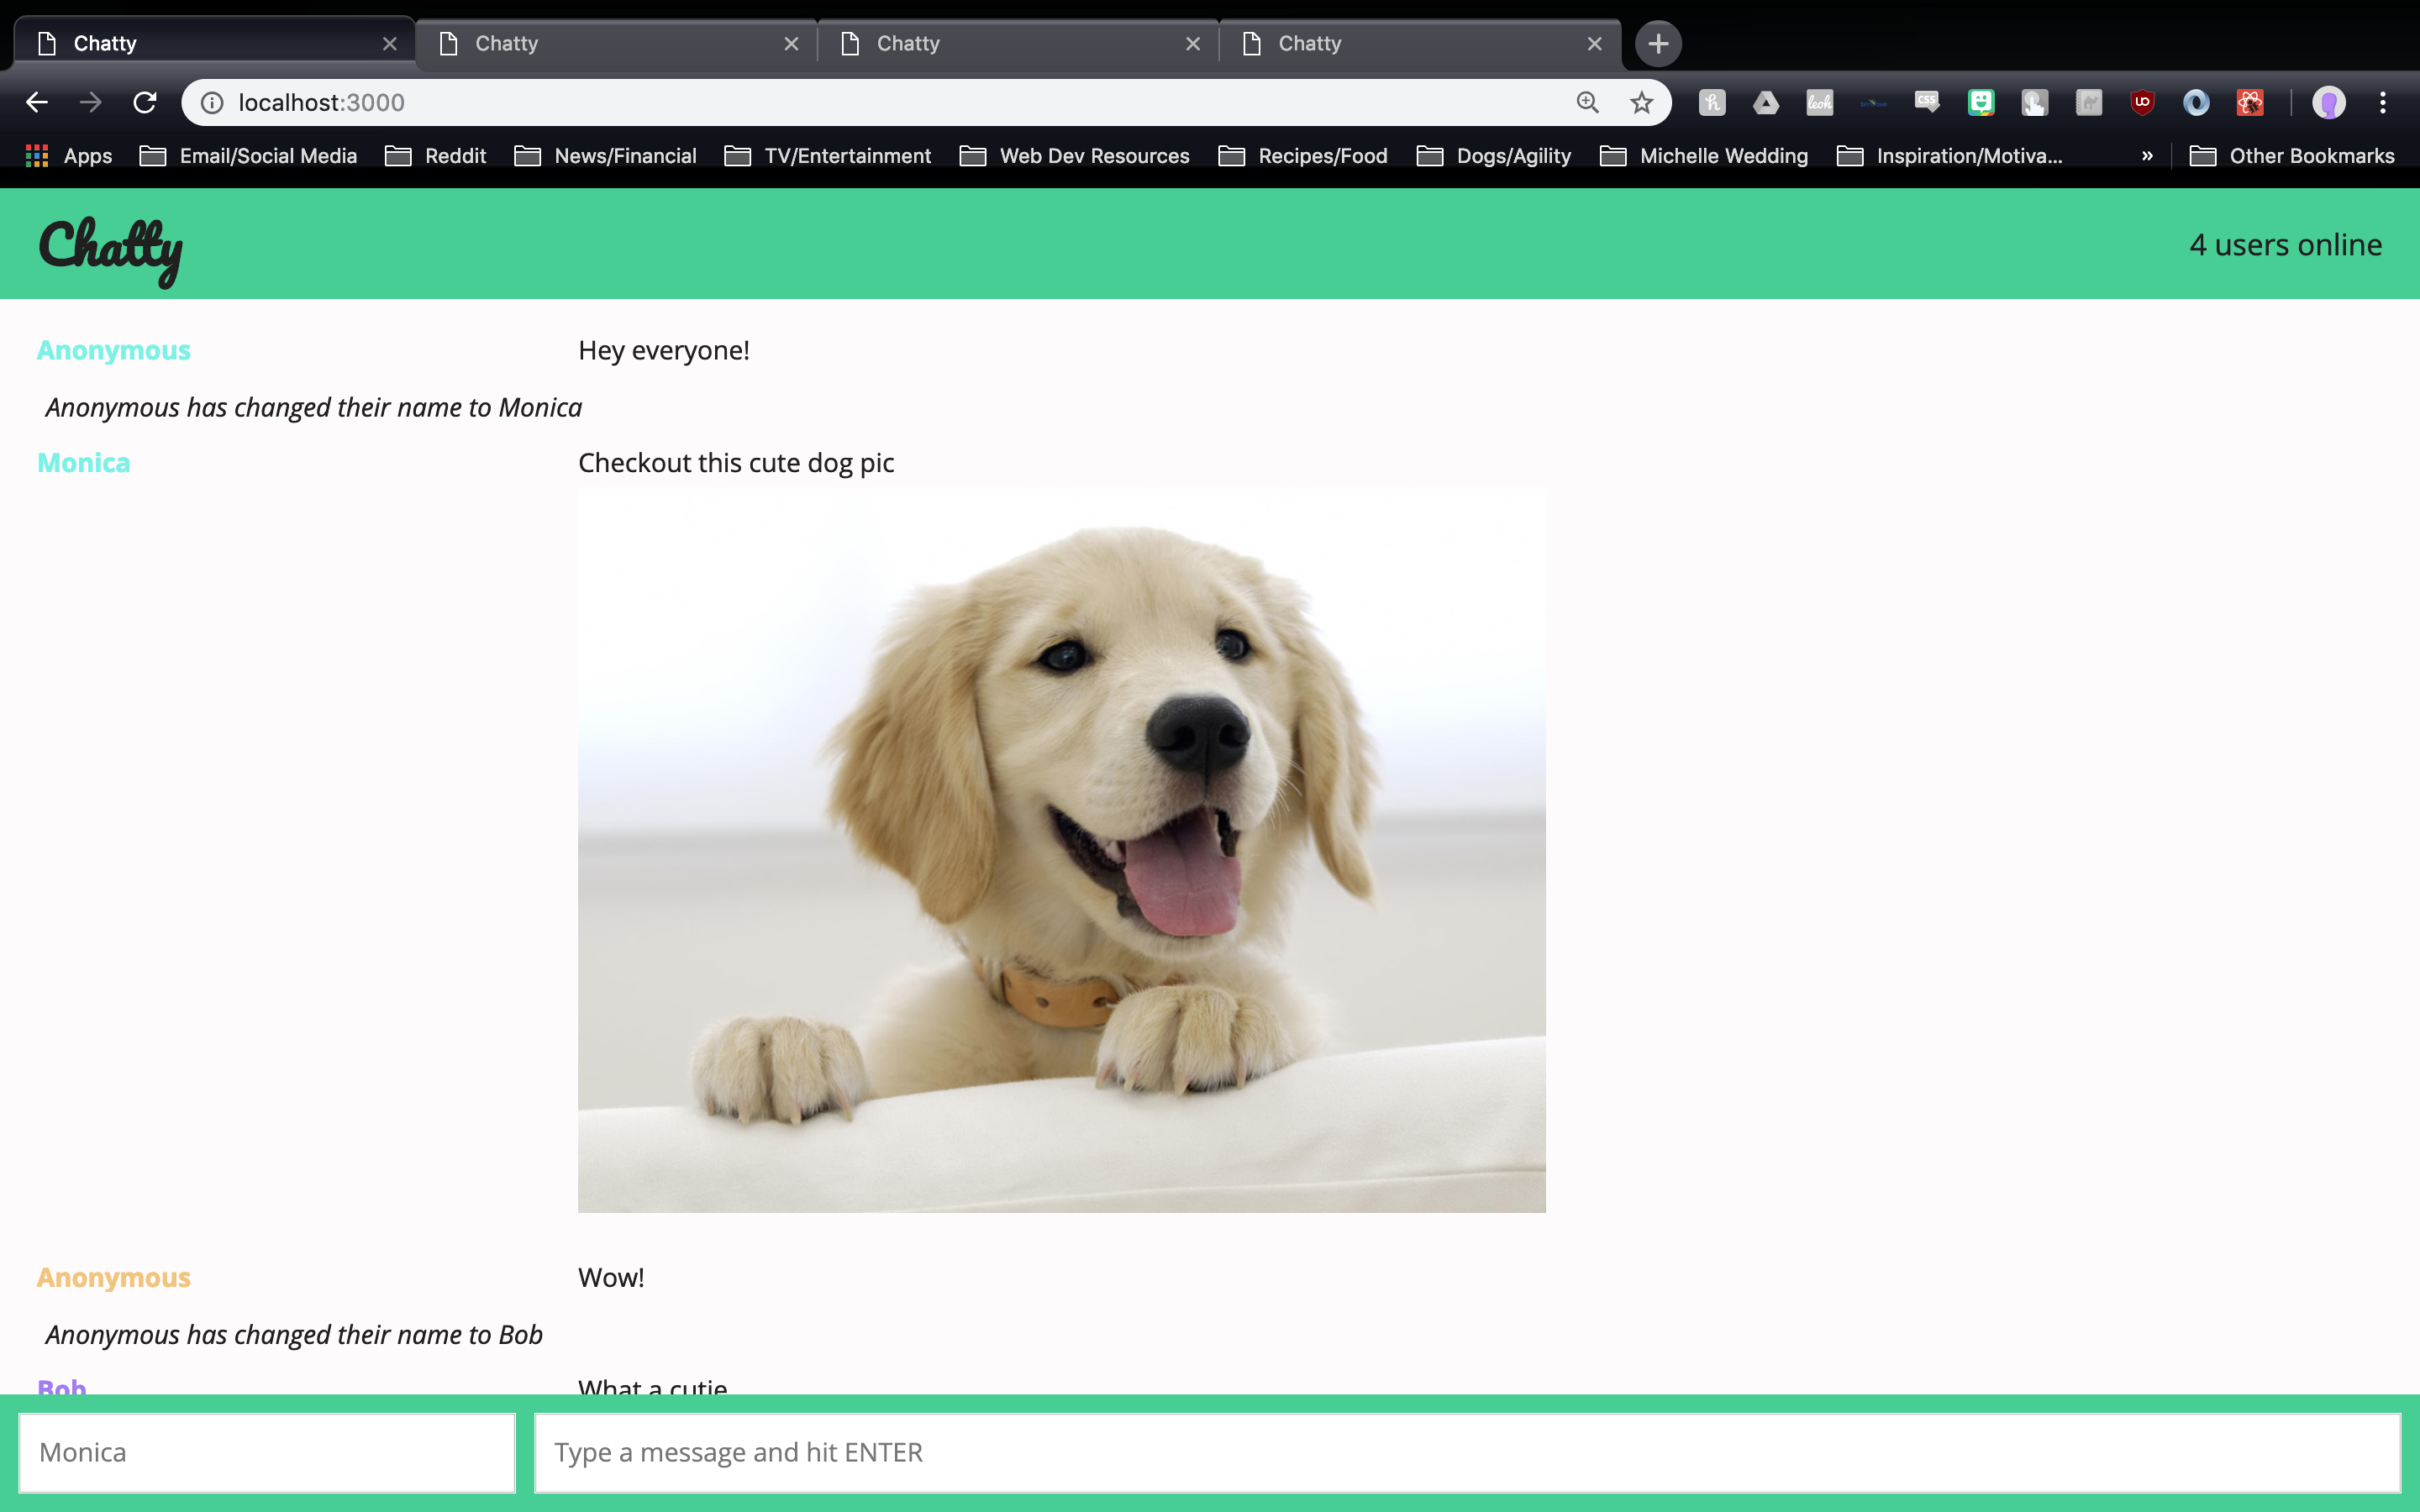 Chatty Chatty Chatty Chatty
localhost:3000
Apps Email/Social Media Reddit News/Financial TV/Entertainment Web Dev Resources Recipes/Food Dogs/Agility Michelle Wedding Inspiration/Motiva... » Other Bookmarks
Chatty 4 users online
Anonymous Hey everyone!
Anonymous has changed their name to Monica
Monica Checkout this cute dog pic
Anonymous Wow!
Anonymous has changed their name to Bob
Bob What a cutie
Monica Type a message and hit ENTER